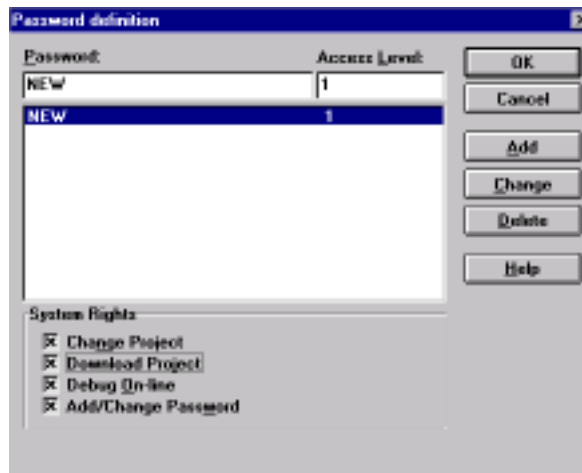 Password definition
Password: Access Level:
NEW 1
NEW 1
OK
Cancel
Add
Change
Delete
Help
System Rights
Change Project
Download Project
Debug On-line
Add/Change Password